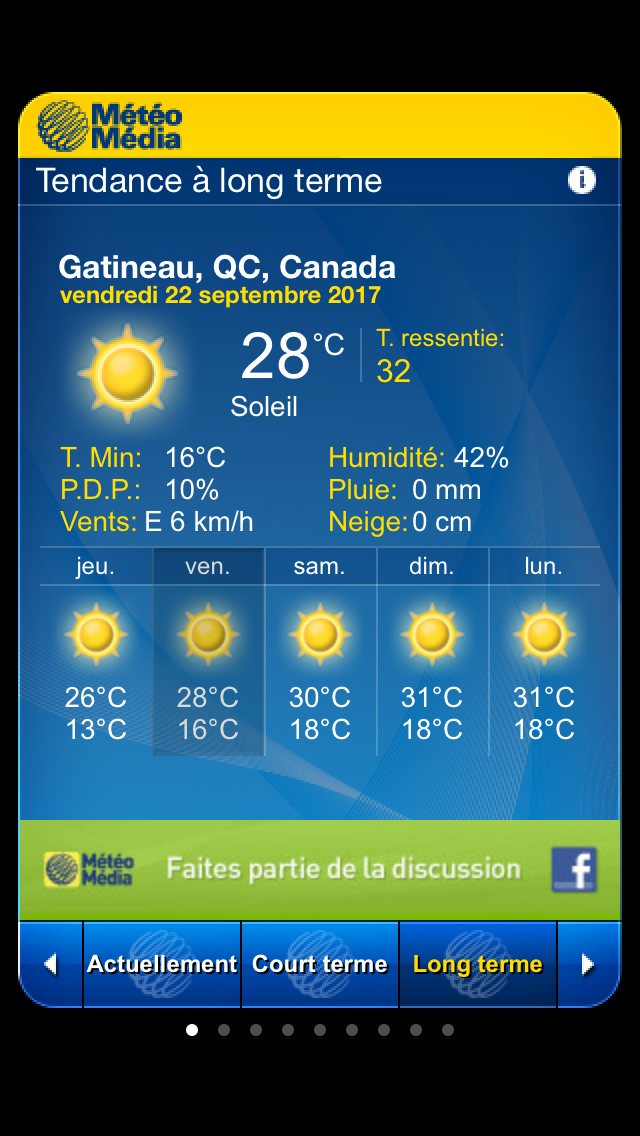 Météo
Média
Tendance à long terme
i
Gatineau, QC, Canada
vendredi 22 septembre 2017
28°C
T. ressentie:
32
Soleil
T. Min: 16°C
Humidité: 42%
P.D.P.: 10%
Pluie: 0 mm
Vents: E 6 km/h
Neige: 0 cm
jeu. ven. sam. dim. lun.
26°C 28°C 30°C 31°C 31°C
13°C 16°C 18°C 18°C 18°C
Météo
Média
Faites partie de la discussion
f
Actuellement Court terme Long terme